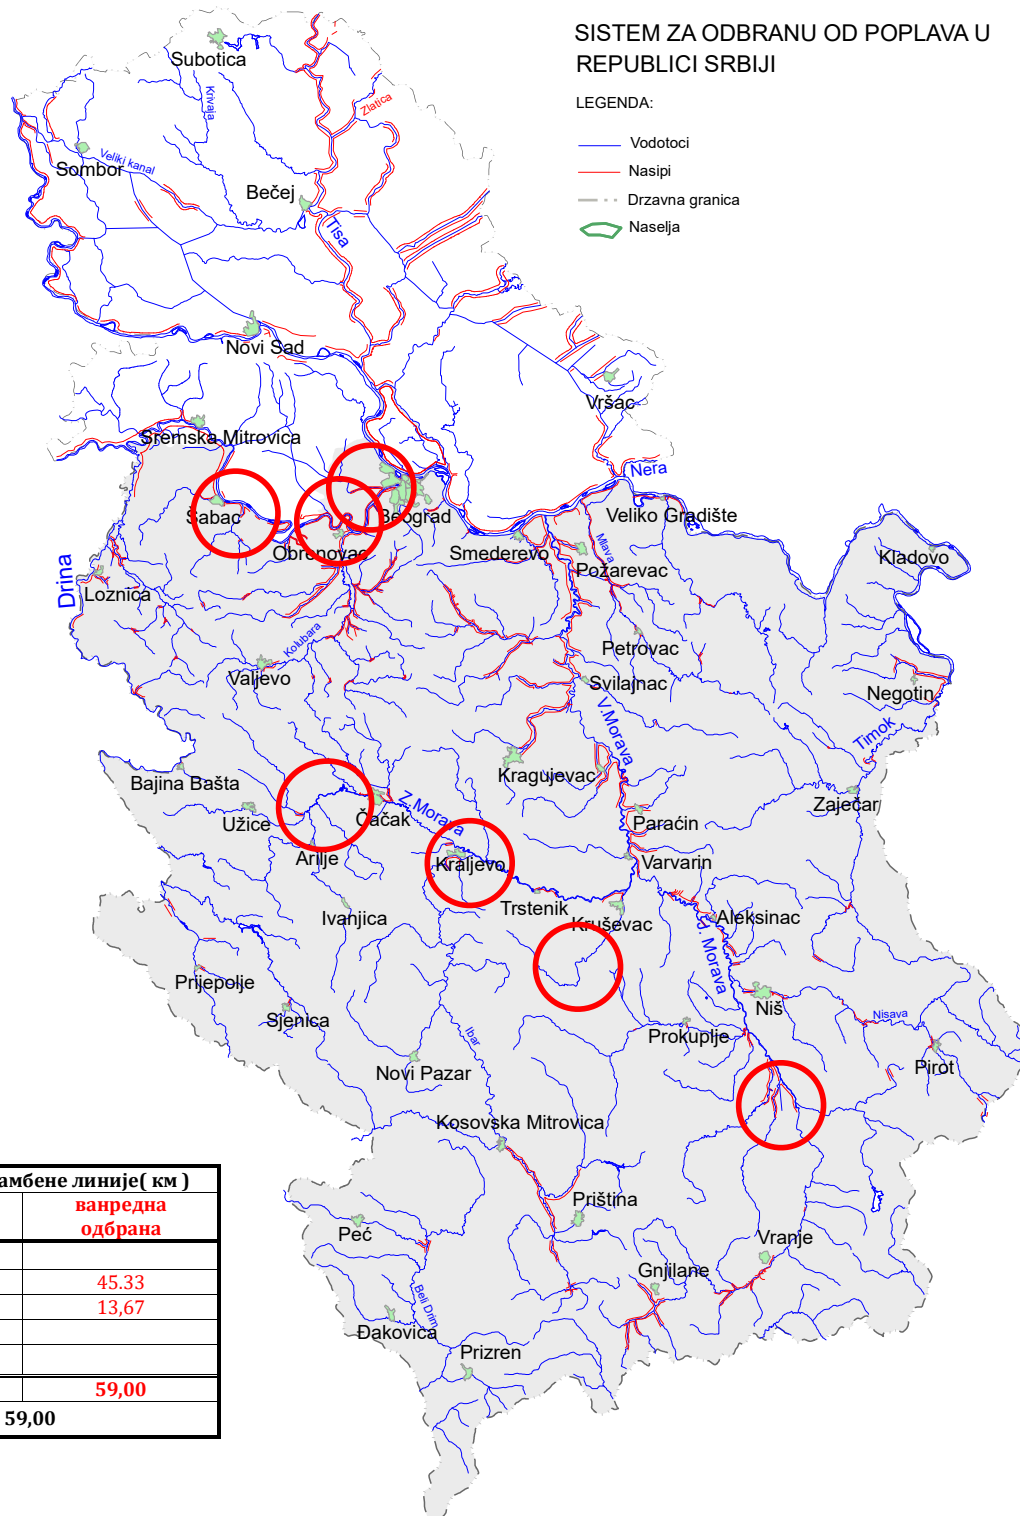 SISTEM ZA ODBRANU OD POPLAVA U
REPUBLICI SRBIJI
LEGENDA:
Vodotoci
Nasipi
Drzavna granica
Naselja
Subotica
Krivaja
Zlatica
Sombor
Veliki kanal
Bečej
Tisa
Novi Sad
Vršac
Sremska Mitrovica
Nera
Šabac
Beograd
Veliko Gradište
Obrenovac
Smederevo
Mlava
Kladovo
Požarevac
Drina
Loznica
Kolubara
Petrovac
Valjevo
Svilajnac
Negotin
V.Morava
Timok
Kragujevac
Bajina Bašta
Zaječar
Užice
Čačak
Z.Morava
Paraćin
Arilje
Kraljevo
Varvarin
Ivanjica
Trstenik
Kruševac
Aleksinac
J. Morava
Prijepolje
Niš
Sjenica
Nisava
Ibar
Prokuplje
Pirot
Novi Pazar
Kosovska Mitrovica
Priština
Peć
Vranje
Gnjilane
Beli Drim
Đakovica
Prizren
амбене линије( км )
ванредна
одбрана
45.33
13,67
59,00
59,00